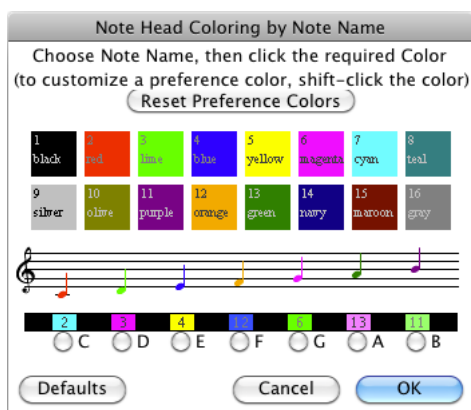 Note Head Coloring by Note Name
Choose Note Name, then click the required Color
(to customize a preference color, shift-click the color)
Reset Preference Colors
1 2 3 4 5 6 7 8
black red lime blue yellow magenta cyan teal
9 10 11 12 13 14 15 16
silver olive purple orange green navy maroon gray
2 3 4 12 6 13 11
C D E F G A B
Defaults Cancel OK